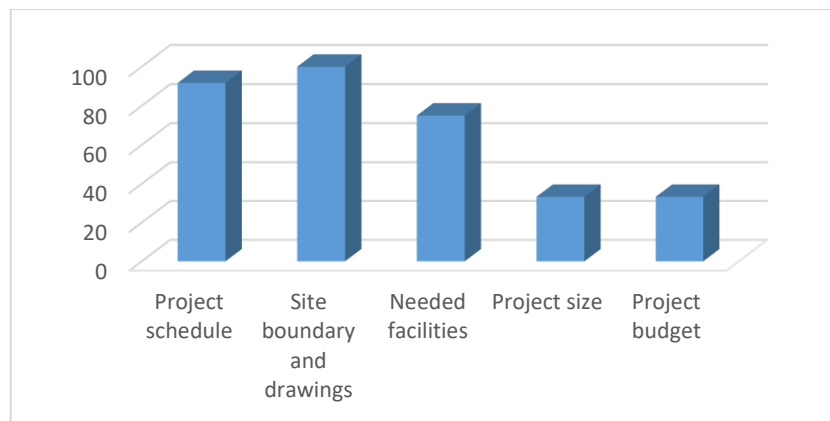 100
80
60
40
20
0
Project
schedule
Site
boundary
and
drawings
Needed
facilities
Project size
Project
budget